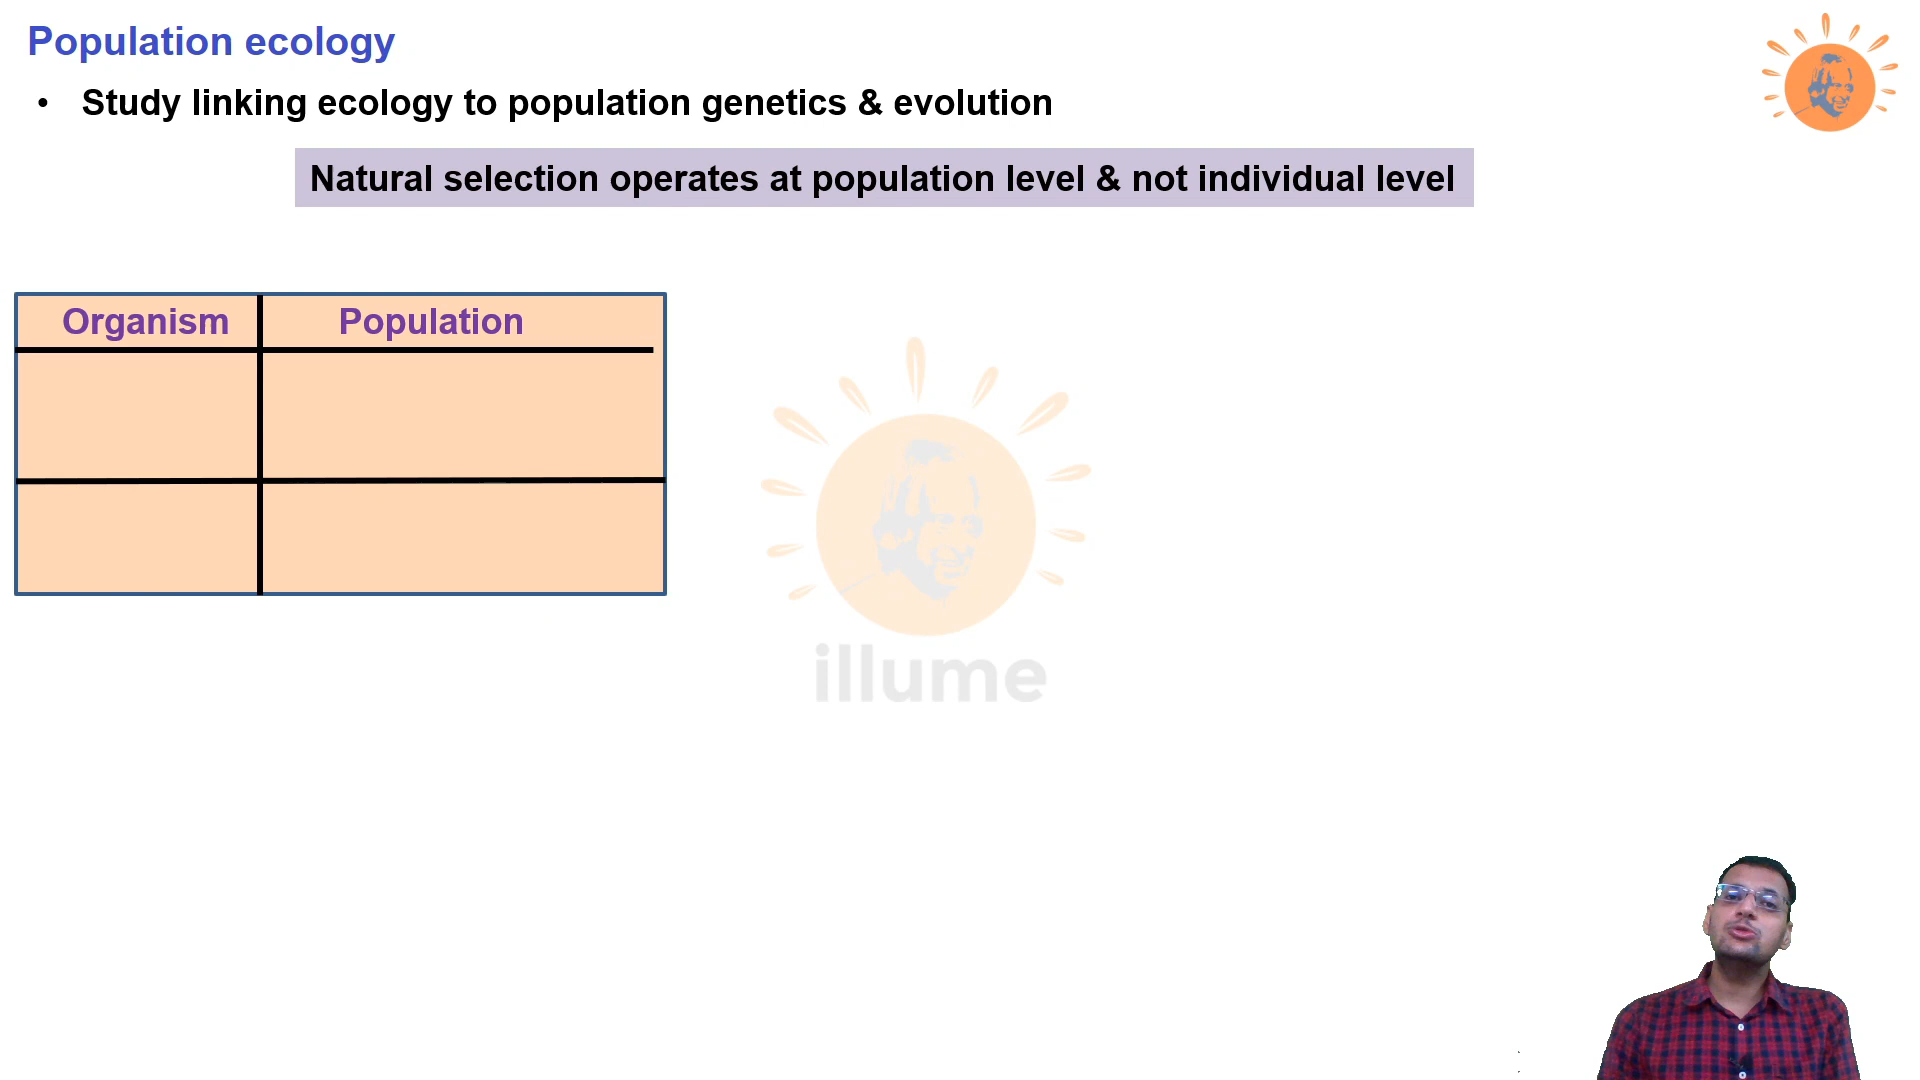 Population ecology
• Study linking ecology to population genetics & evolution
Natural selection operates at population level & not individual level
Organism Population
illume